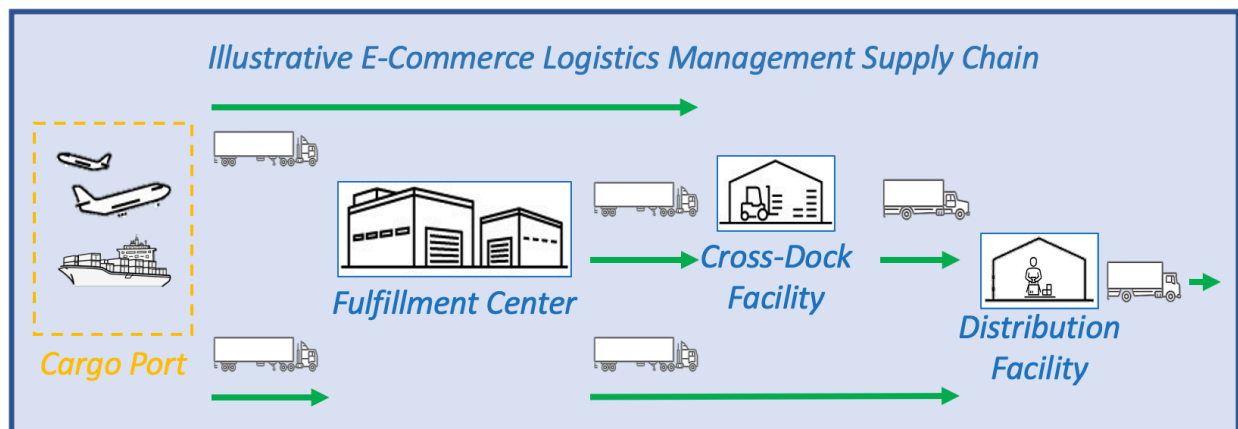 Illustrative E-Commerce Logistics Management Supply Chain
Cross-Dock
Facility
Fulfillment Center
Distribution
Facility
Cargo Port